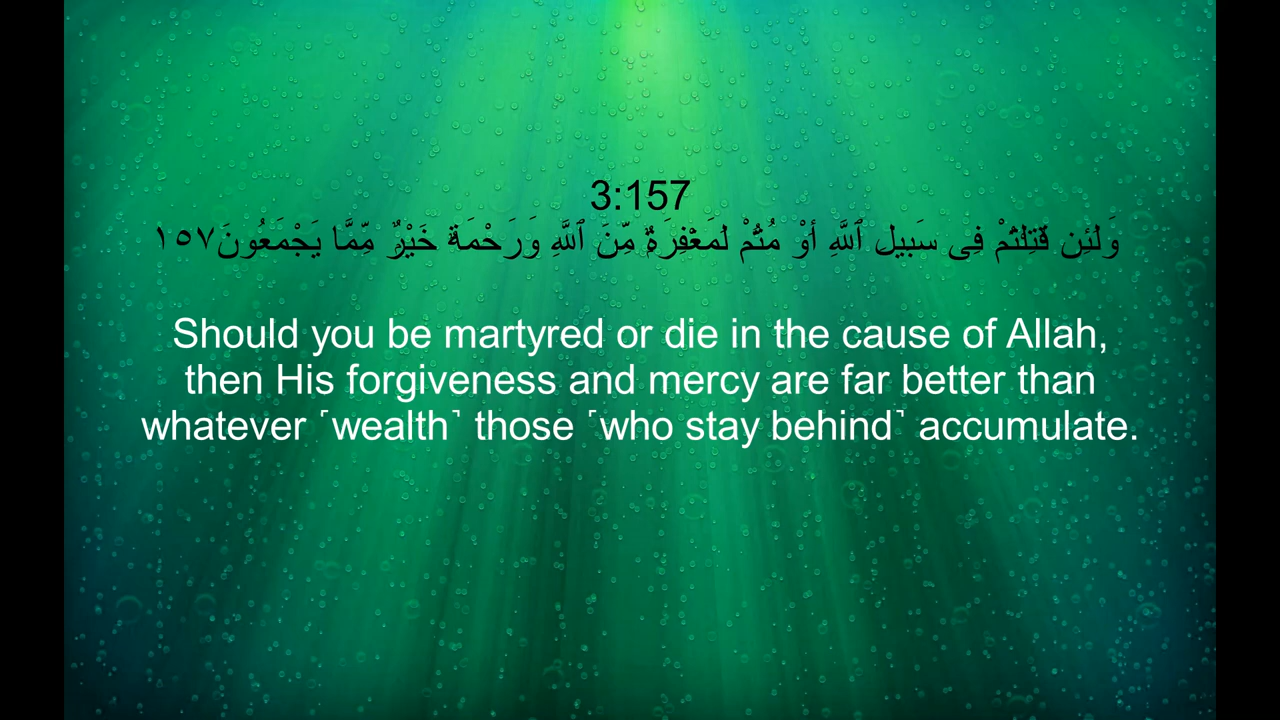 3:157
وَلَئِن قُتِلْتُمْ فِى سَبِيلِ ٱللَّهِ أَوْ مُتُّمْ لَمَغْفِرَةٌ مِّنَ ٱللَّهِ وَرَحْمَةٌ خَيْرٌ مِّمَّا يَجْمَعُونَ ١٥٧
Should you be martyred or die in the cause of Allah,
then His forgiveness and mercy are far better than
whatever ˹wealth˺ those ˹who stay behind˺ accumulate.